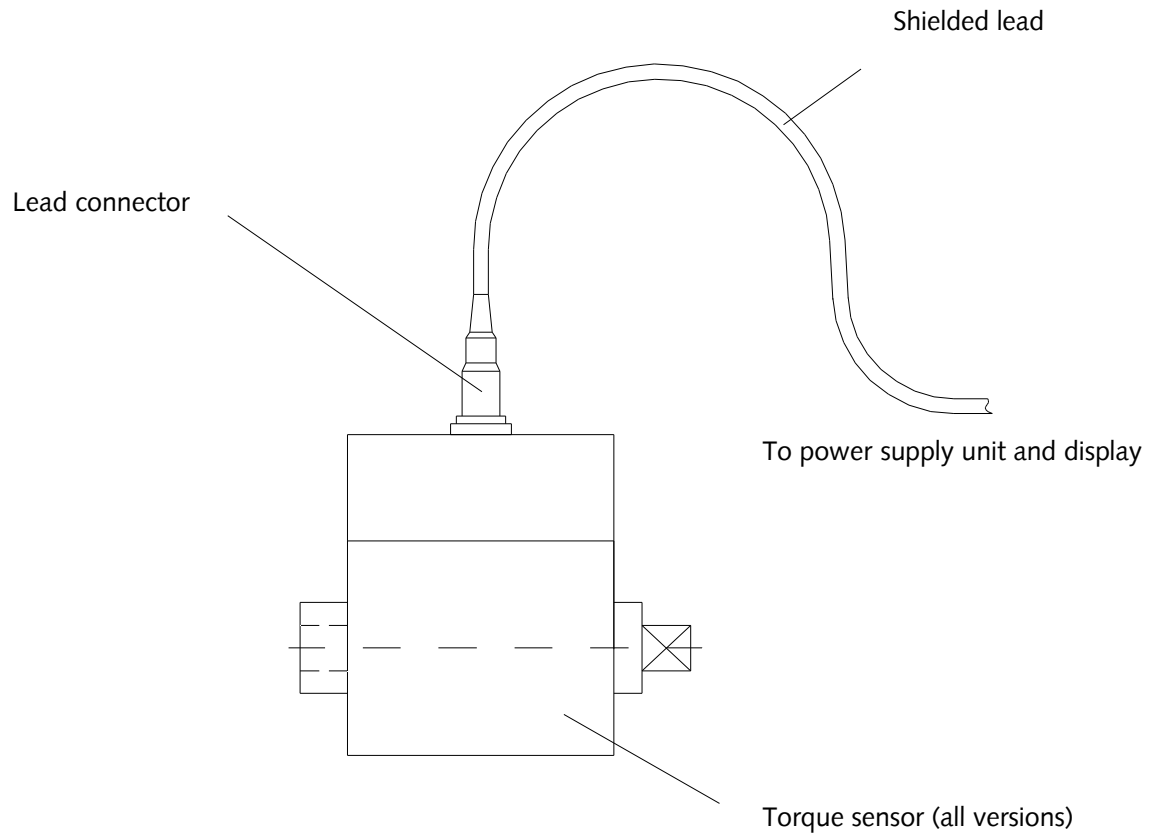 Shielded lead
Lead connector
To power supply unit and display
Torque sensor (all versions)